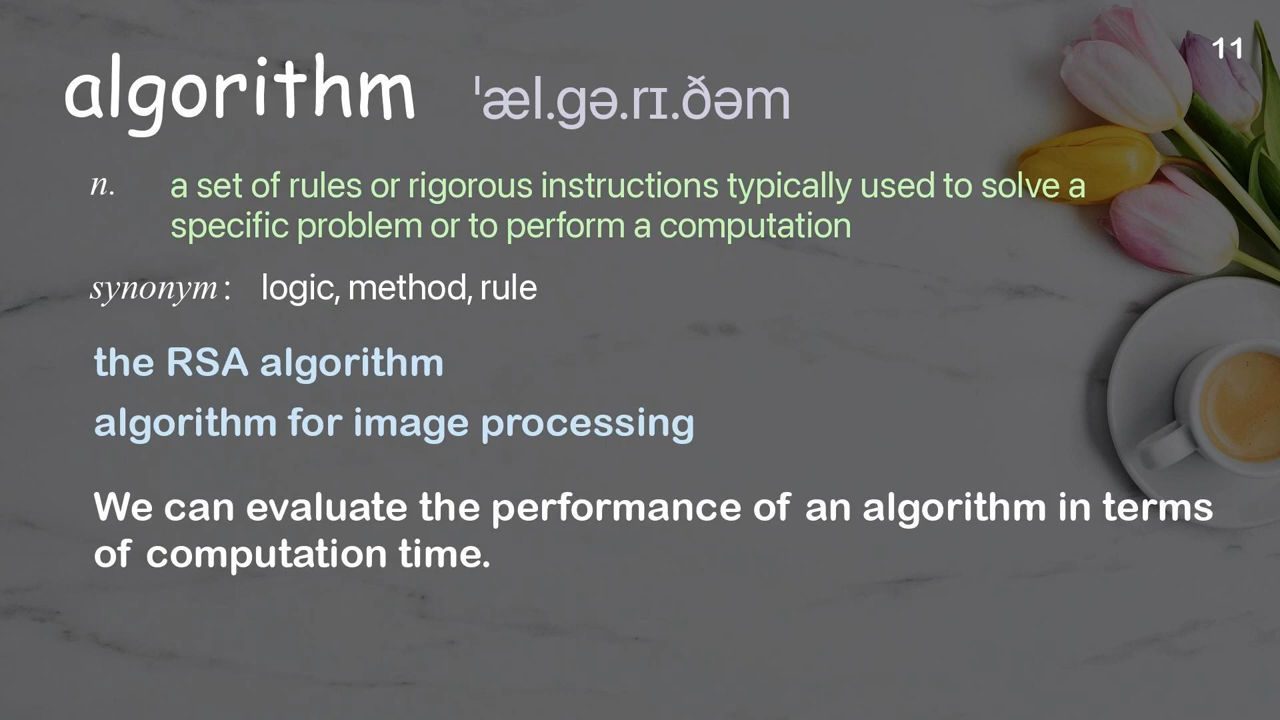 11
algorithm ˈæl.gə.rɪ.ðəm
n. a set of rules or rigorous instructions typically used to solve a
specific problem or to perform a computation
synonym: logic, method, rule
the RSA algorithm
algorithm for image processing
We can evaluate the performance of an algorithm in terms
of computation time.